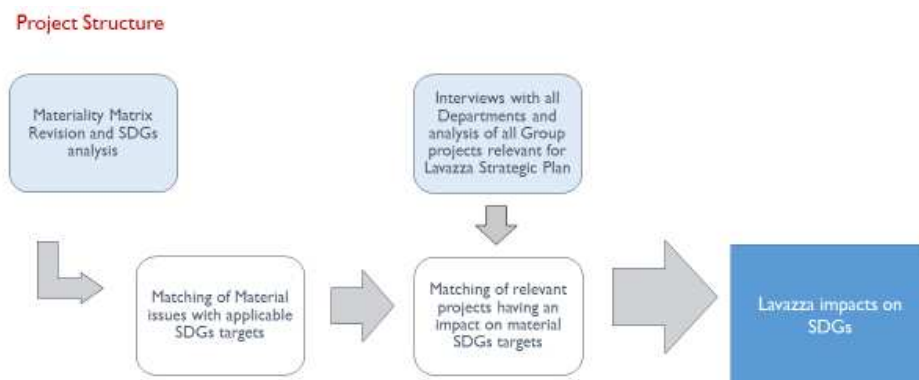 Project Structure
Materiality Matrix
Revision and SDGs
analysis
Interviews with all
Departments and
analysis of all Group
projects relevant for
Lavazza Strategic Plan
Matching of Material
issues with applicable
SDGs targets
Matching of relevant
projects having an
impact on material
SDGs targets
Lavazza impacts on
SDGs